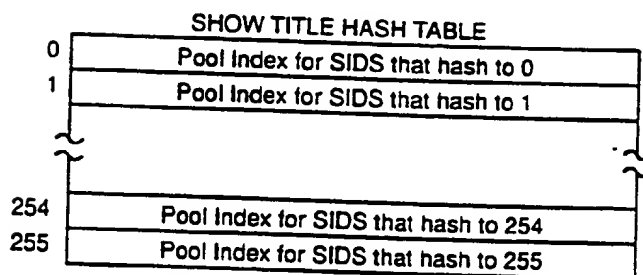 SHOW TITLE HASH TABLE
0 Pool Index for SIDS that hash to 0
1 Pool Index for SIDS that hash to 1
254 Pool Index for SIDS that hash to 254
255 Pool Index for SIDS that hash to 255